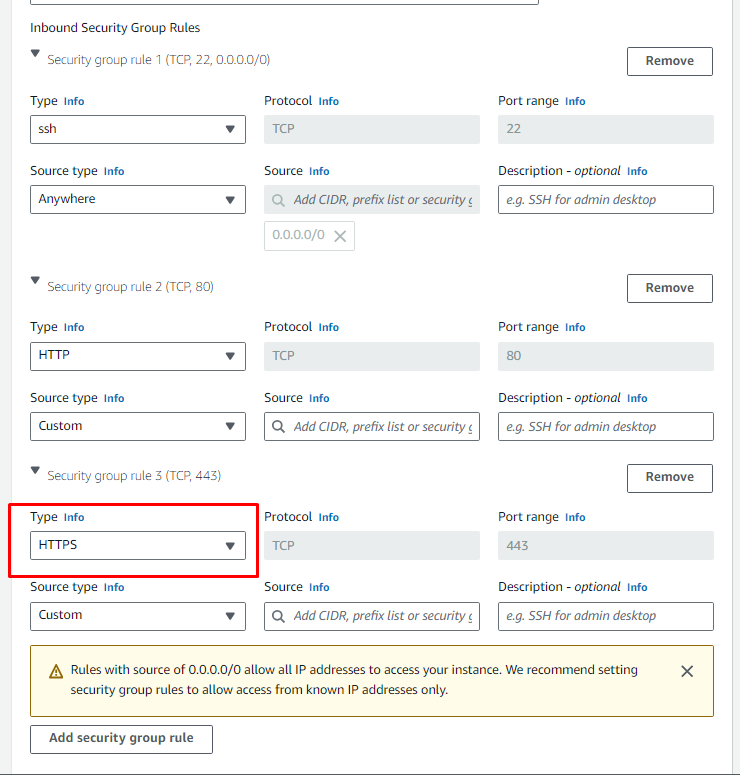 Inbound Security Group Rules
Security group rule 1 (TCP, 22, 0.0.0.0/0)
Remove
Type Info
Protocol Info
Port range Info
ssh
TCP
22
Source type Info
Source Info
Description - optional Info
Anywhere
Add CIDR, prefix list or security g
e.g. SSH for admin desktop
0.0.0.0/0
Security group rule 2 (TCP, 80)
Remove
Type Info
Protocol Info
Port range Info
HTTP
TCP
80
Source type Info
Source Info
Description - optional Info
Custom
Add CIDR, prefix list or security g
e.g. SSH for admin desktop
Security group rule 3 (TCP, 443)
Remove
Type Info
Protocol Info
Port range Info
HTTPS
TCP
443
Source type Info
Source Info
Description - optional Info
Custom
Add CIDR, prefix list or security g
e.g. SSH for admin desktop
Rules with source of 0.0.0.0/0 allow all IP addresses to access your instance. We recommend setting
security group rules to allow access from known IP addresses only.
Add security group rule